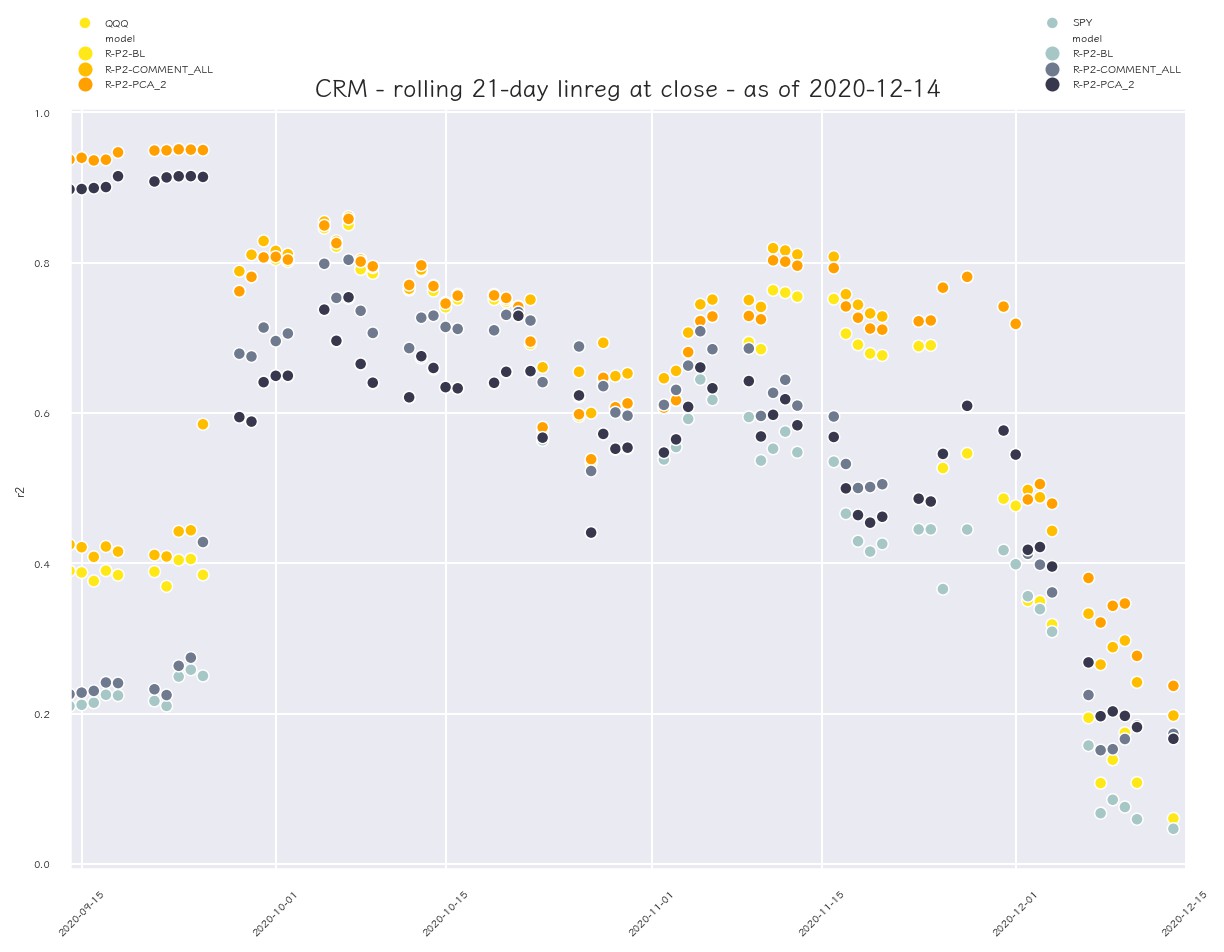 QQQ
model
R-P2-BL
R-P2-COMMENT_ALL
R-P2-PCA_2
SPY
model
R-P2-BL
R-P2-COMMENT_ALL
R-P2-PCA_2
CRM - rolling 21-day linreg at close - as of 2020-12-14
1.0
0.8
0.6
0.4
0.2
0.0
r2
2020-09-15
2020-10-01
2020-10-15
2020-11-01
2020-11-15
2020-12-01
2020-12-15